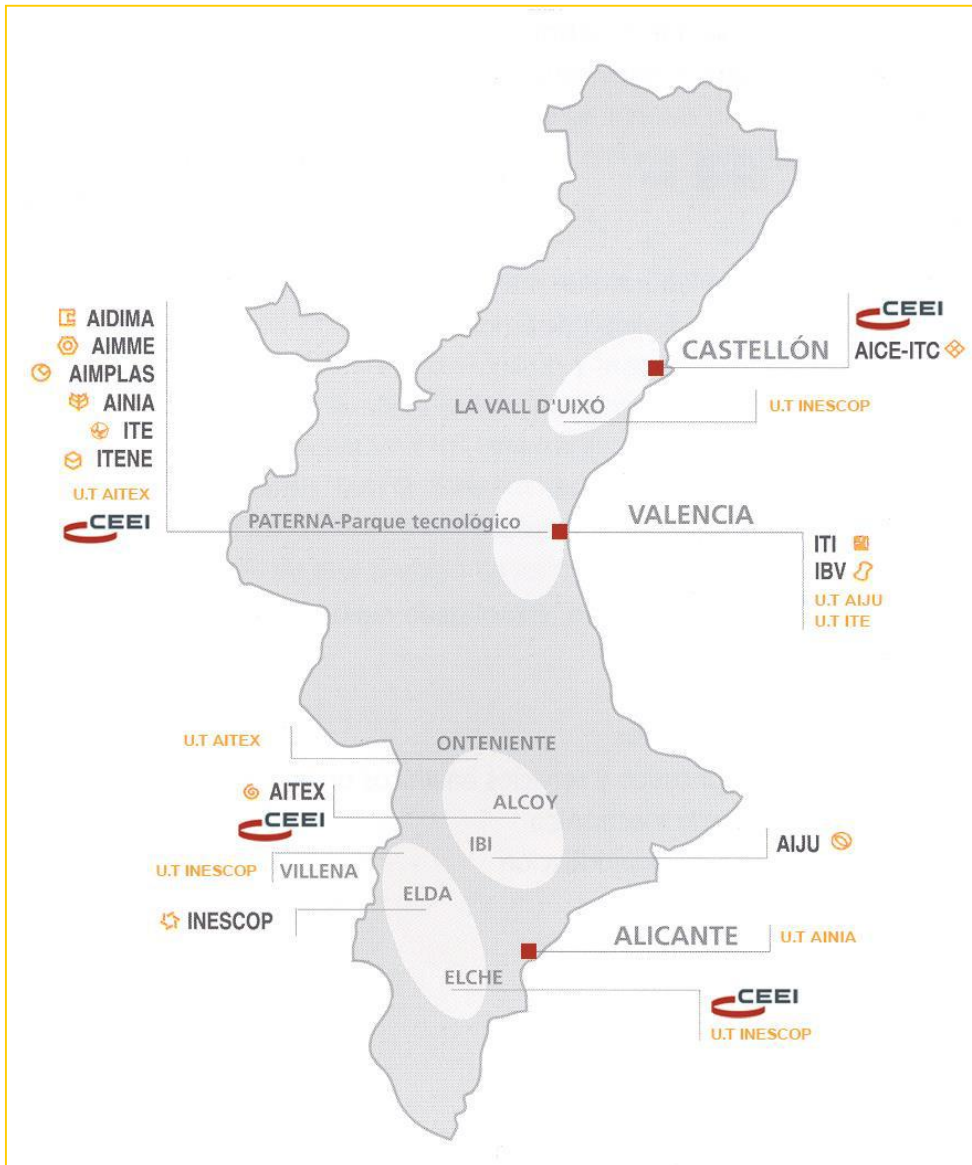 AIDIMA
AIMME
AIMPLAS
AINIA
ITE
ITENE
U.T AITEX
CEEI
PATERNA-Parque tecnológico
CEEI
CASTELLÓN
AICE-ITC
LA VALL D'UIXÓ
U.T INESCOP
VALENCIA
ITI
IBV
U.T AIJU
U.T ITE
U.T AITEX
ONTENIENTE
AITEX
CEEI
ALCOY
IBI
AIJU
U.T INESCOP
VILLENA
ELDA
INESCOP
ALICANTE
U.T AINIA
ELCHE
CEEI
U.T INESCOP